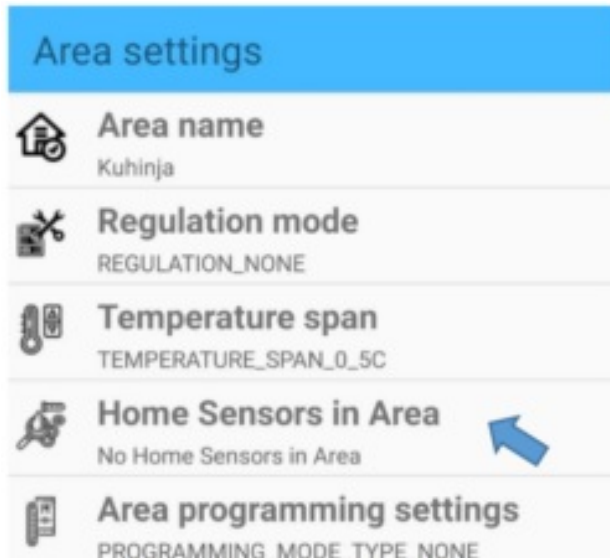 Area settings
Area name
Kuhinja
Regulation mode
REGULATION_NONE
Temperature span
TEMPERATURE_SPAN_0_5C
Home Sensors in Area
No Home Sensors in Area
Area programming settings
PROGRAMMING_MODE_TYPE_NONE